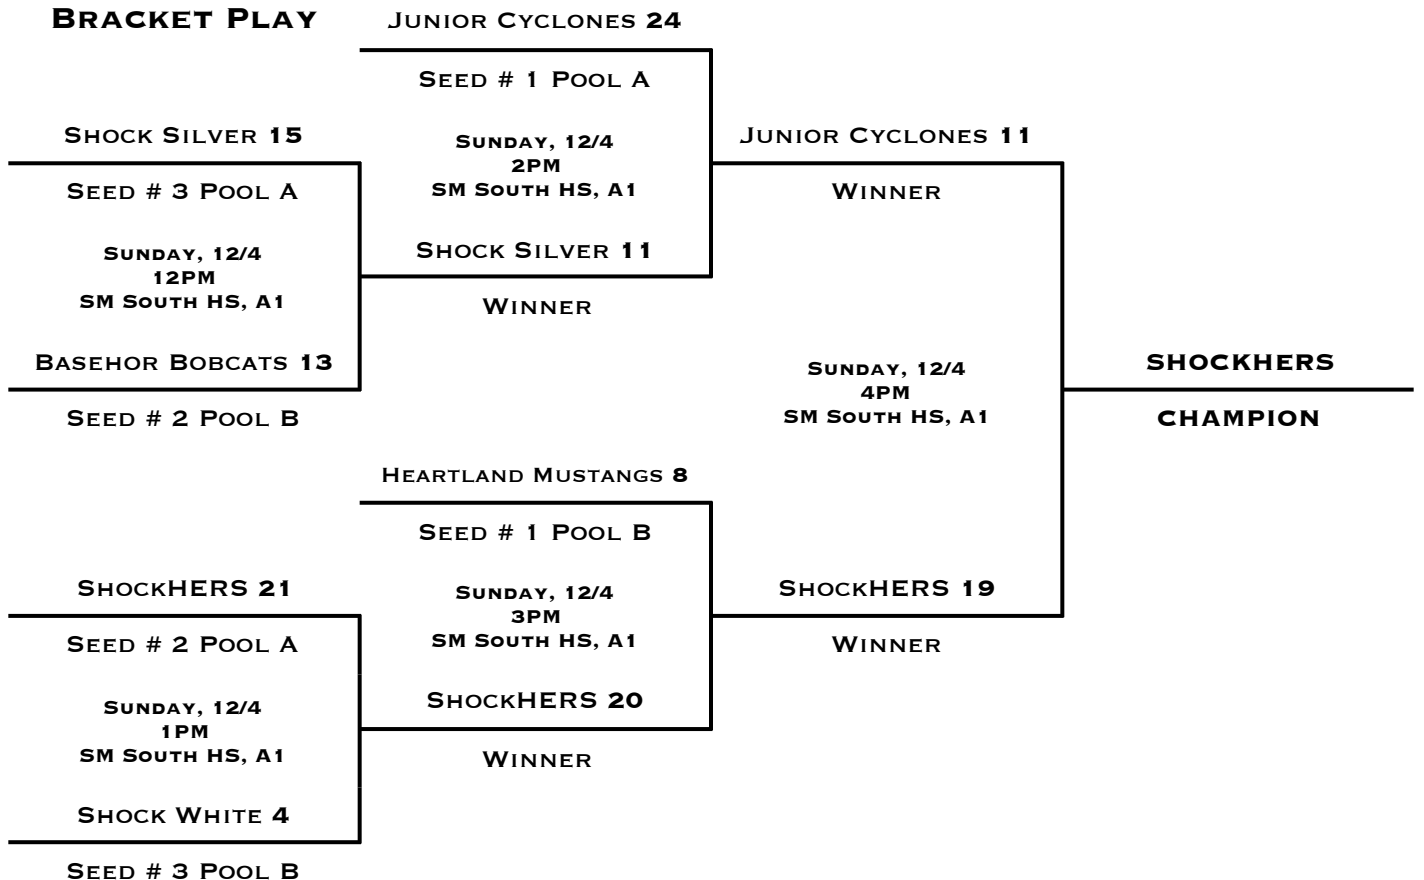 Bracket Play
Junior Cyclones 24
Seed # 1 Pool A
Shock Silver 15
Seed # 3 Pool A
Sunday, 12/4
2PM
SM South HS, A1
Junior Cyclones 11
Winner
Sunday, 12/4
12PM
SM South HS, A1
Shock Silver 11
Winner
Basehor Bobcats 13
Seed # 2 Pool B
Sunday, 12/4
4PM
SM South HS, A1
SHOCKHERS
CHAMPION
Heartland Mustangs 8
Seed # 1 Pool B
ShockHERS 21
Seed # 2 Pool A
Sunday, 12/4
3PM
SM South HS, A1
ShockHERS 19
Winner
Sunday, 12/4
1PM
SM South HS, A1
ShockHERS 20
Winner
Shock White 4
Seed # 3 Pool B